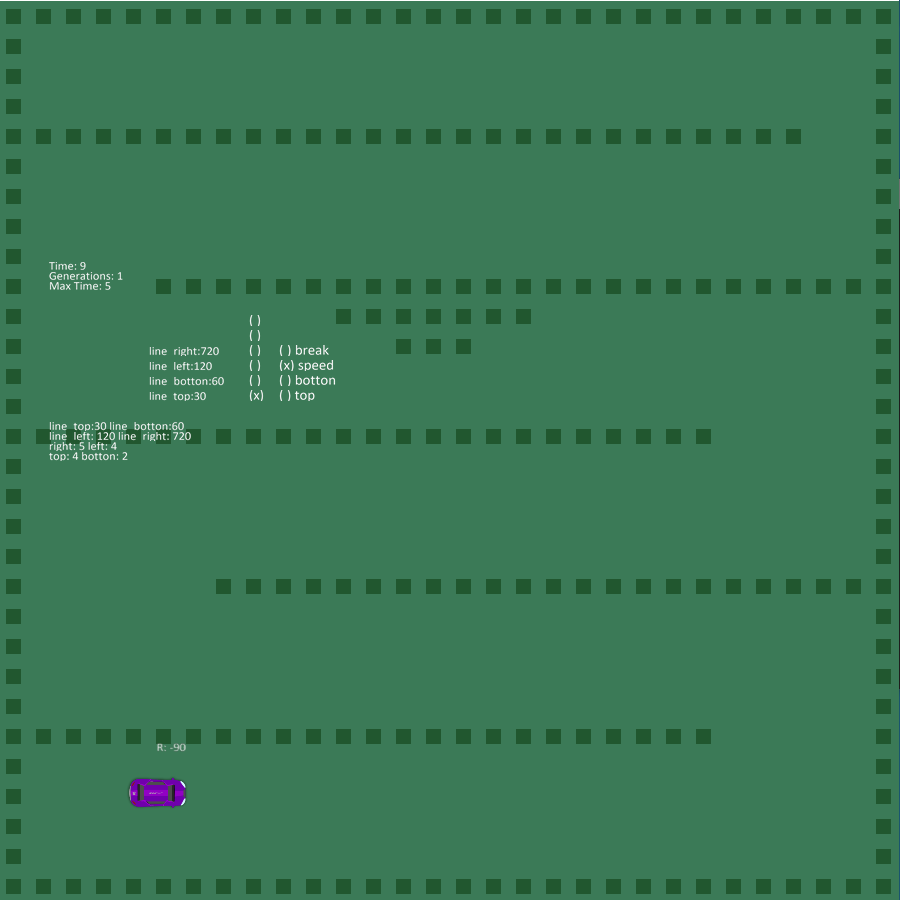 Time: 9
Generations: 1
Max Time: 5
( )
( )
line right:720 ( ) ( ) break
line left:120 ( ) (x) speed
line botton:60 ( ) ( ) botton
line top:30 (x) ( ) top
line top:30 line botton:60
line left: 120 line right: 720
right: 5 left: 4
top: 4 botton: 2
R: -90